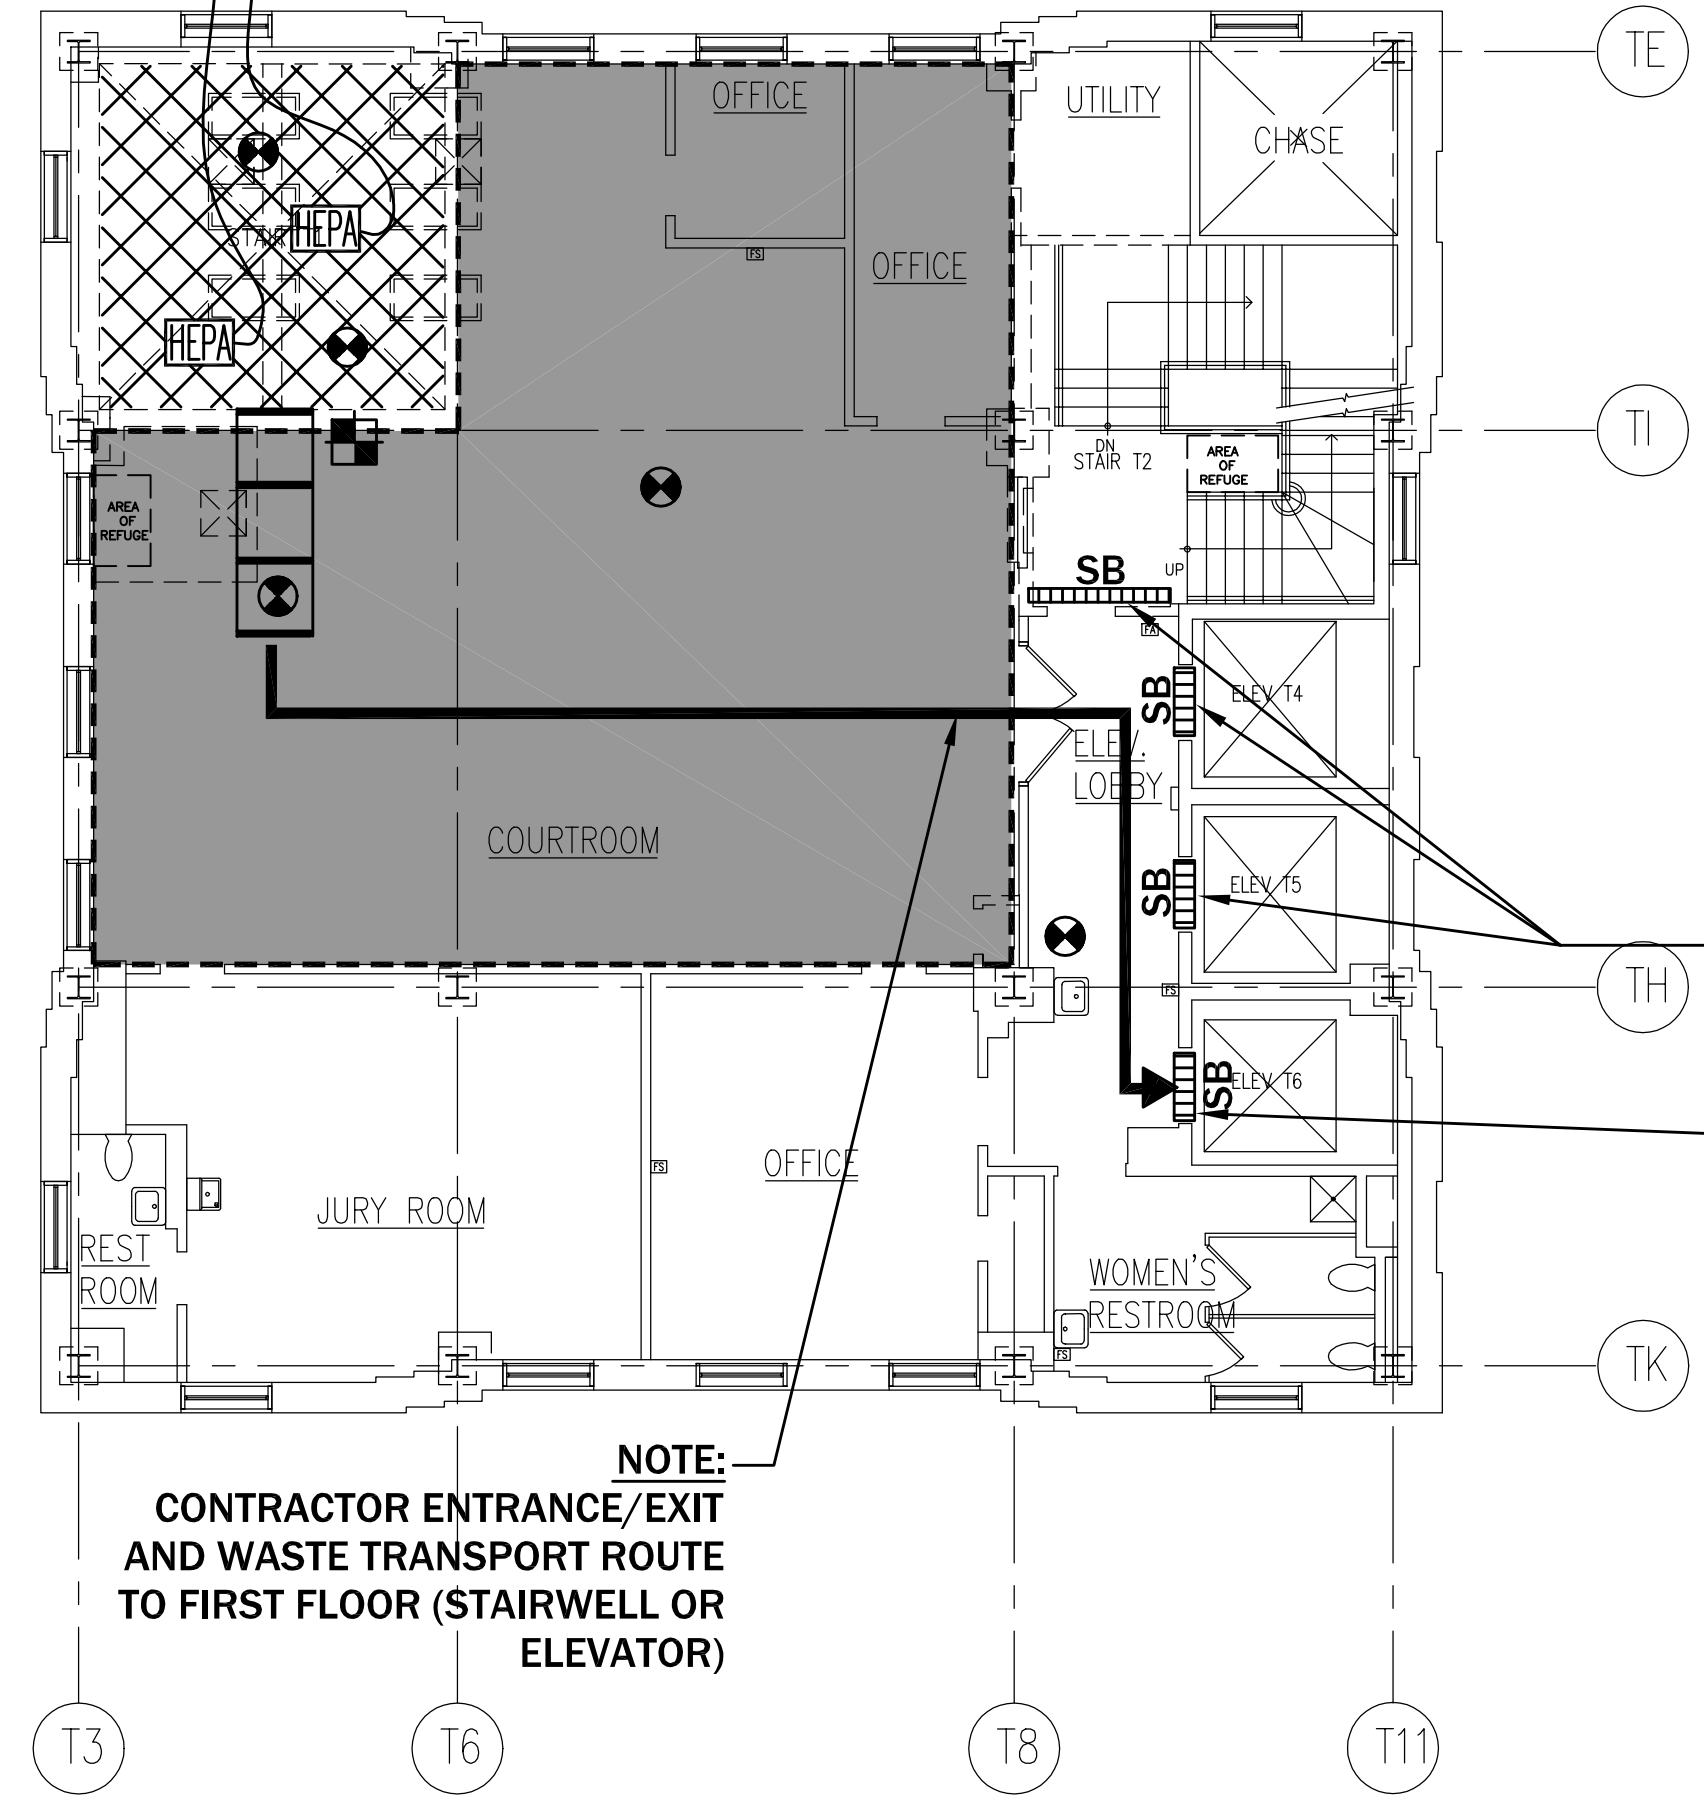 TE
OFFICE
UTILITY
CHASE
HEPA
STAIR
OFFICE
FS
HEPA
TI
DN
STAIR T2
AREA
OF
REFUGE
AREA
OF
REFUGE
SB
UP
FA
SB
ELEV T4
ELEV.
LOBBY
COURTROOM
SB
ELEV T5
TH
FS
SB
ELEV T6
FS
OFFICE
JURY ROOM
REST
ROOM
WOMEN'S
RESTROOM
FS
TK
NOTE:
CONTRACTOR ENTRANCE/EXIT
AND WASTE TRANSPORT ROUTE
TO FIRST FLOOR (STAIRWELL OR
ELEVATOR)
T3
T6
T8
T11